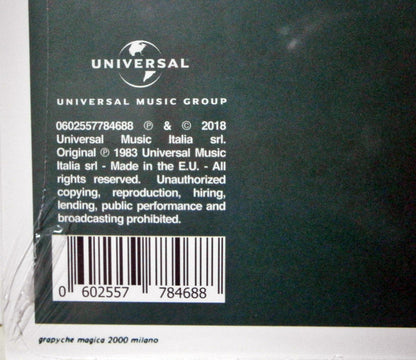 UNIVERSAL
UNIVERSAL MUSIC GROUP
0602557784688 ℗ & © 2018
Universal Music Italia srl.
Original ℗ 1983 Universal Music
Italia srl - Made in the E.U. - All
rights reserved. Unauthorized
copying, reproduction, hiring,
lending, public performance and
broadcasting prohibited.
0 602557 784688
grapyche magica 2000 milano